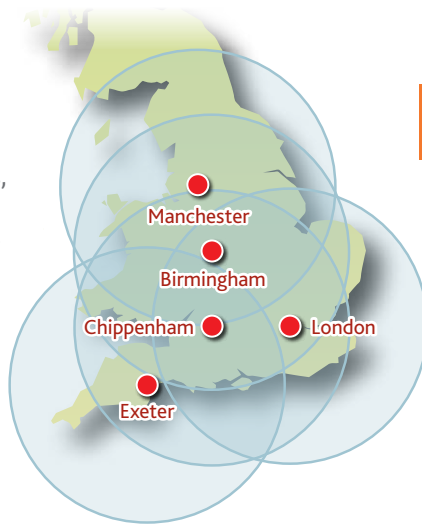 ,
Manchester
Birmingham
Chippenham
London
Exeter